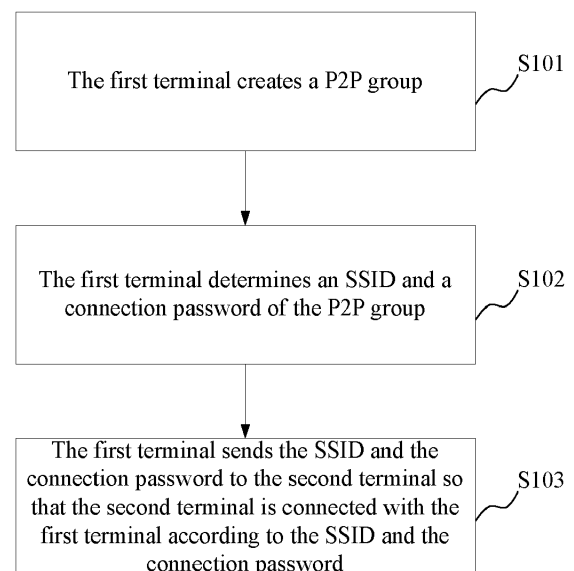 The first terminal creates a P2P group
S101
The first terminal determines an SSID and a
connection password of the P2P group
S102
The first terminal sends the SSID and the
connection password to the second terminal so
that the second terminal is connected with the
first terminal according to the SSID and the
connection password
S103